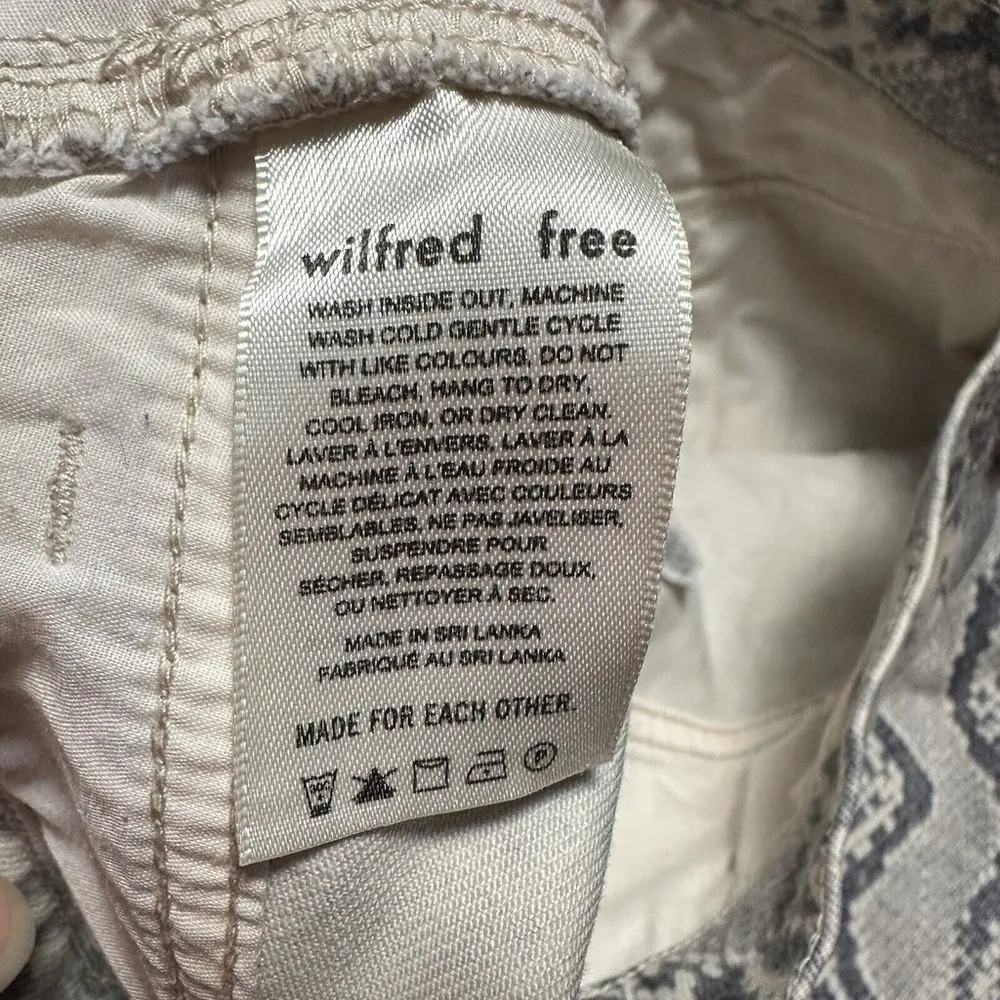 wilfred free
WASH INSIDE OUT, MACHINE
WASH COLD GENTLE CYCLE
WITH LIKE COLOURS, DO NOT
BLEACH, HANG TO DRY,
COOL IRON, OR DRY CLEAN.
LAVER À L'ENVERS, LAVER À LA
MACHINE À L'EAU FROIDE AU
CYCLE DÉLICAT AVEC COULEURS
SEMBLABLES, NE PAS JAVELISER,
SUSPENDRE POUR
SÉCHER, REPASSAGE DOUX,
OU NETTOYER À SEC.
MADE IN SRI LANKA
FABRIQUÉ AU SRI LANKA
MADE FOR EACH OTHER.
P